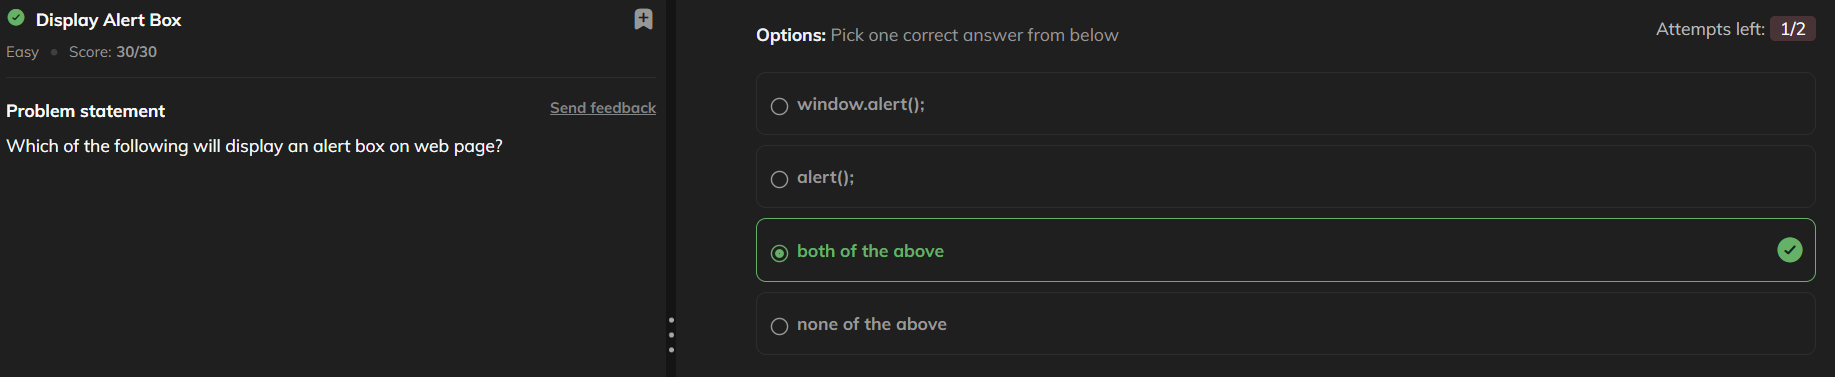 Display Alert Box
Easy • Score: 30/30
Problem statement
Send feedback
Which of the following will display an alert box on web page?
Options: Pick one correct answer from below
Attempts left: 1/2
window.alert();
alert();
both of the above
none of the above